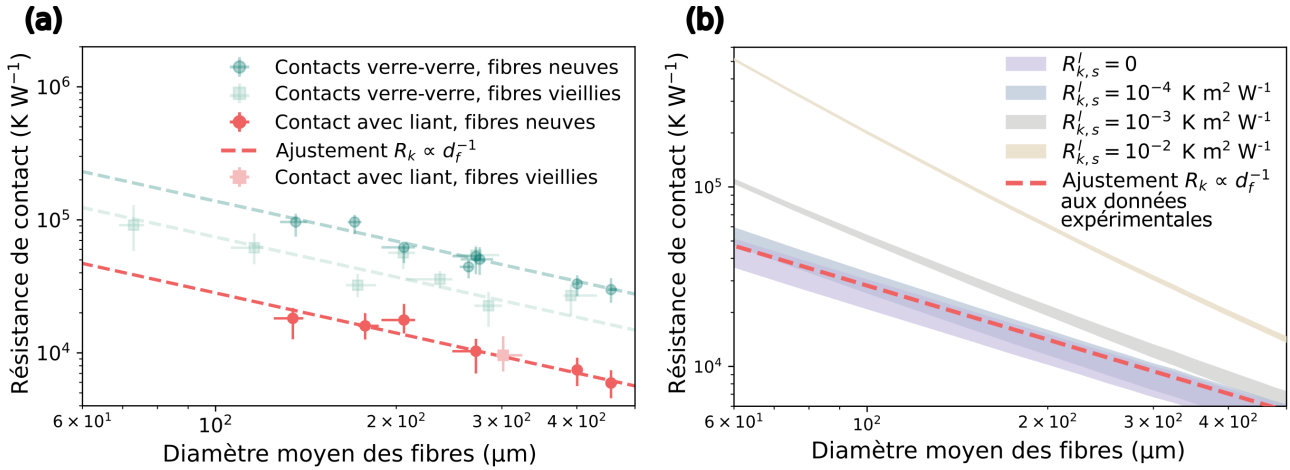 (a)
Résistance de contact (K W⁻¹)
10⁶
10⁵
10⁴
Contacts verre-verre, fibres neuves
Contacts verre-verre, fibres vieillies
Contact avec liant, fibres neuves
Ajustement Rₖ ∝ d_f⁻¹
Contact avec liant, fibres vieillies
6 × 10¹
10²
2 × 10²
3 × 10²
4 × 10²
Diamètre moyen des fibres (μm)
(b)
Résistance de contact (K W⁻¹)
10⁵
10⁴
R^l_{k,s} = 0
R^l_{k,s} = 10⁻⁴ K m² W⁻¹
R^l_{k,s} = 10⁻³ K m² W⁻¹
R^l_{k,s} = 10⁻² K m² W⁻¹
Ajustement Rₖ ∝ d_f⁻¹
aux données
expérimentales
6 × 10¹
10²
2 × 10²
3 × 10²
4 × 10²
Diamètre moyen des fibres (μm)